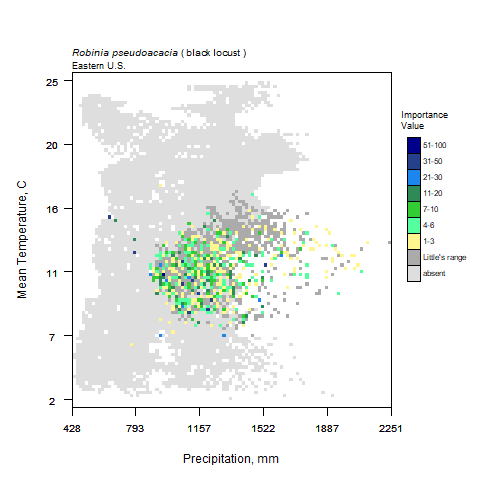 Robinia pseudoacacia ( black locust )
Eastern U.S.
25
20
16
11
7
2
Mean Temperature, C
428 793 1157 1522 1887 2251
Precipitation, mm
Importance
Value
51-100
31-50
21-30
11-20
7-10
4-6
1-3
Little's range
absent